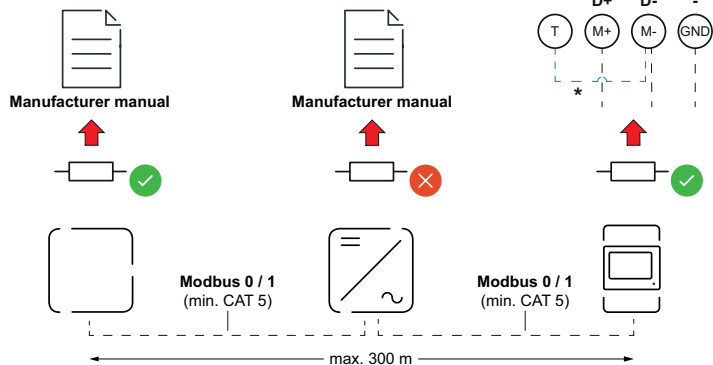 D+ D- -
T M+ M- GND
*
Manufacturer manual
Manufacturer manual
Modbus 0 / 1
(min. CAT 5)
Modbus 0 / 1
(min. CAT 5)
max. 300 m